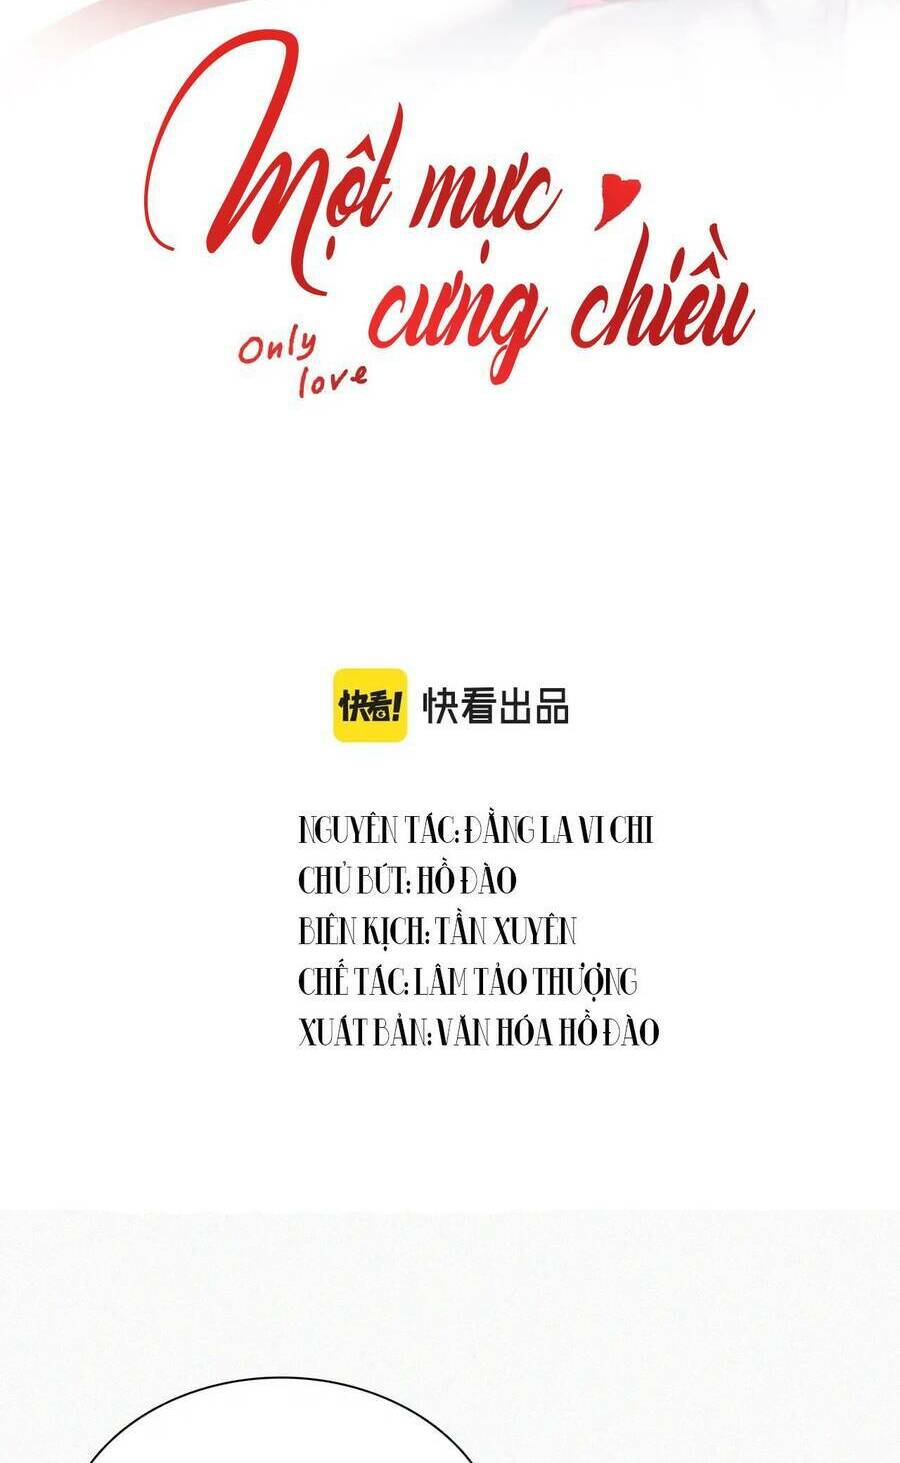 Một mực
cưng chiều
Only
love
快看! 快看出品
NGUYÊN TÁC: ĐẰNG LA VI CHI
CHỦ BÚT: HỒ ĐÀO
BIÊN KỊCH: TẦN XUYÊN
CHẾ TÁC: LÂM TẢO THƯỢNG
XUÁT BẢN: VĂN HÓA HỒ ĐÀO